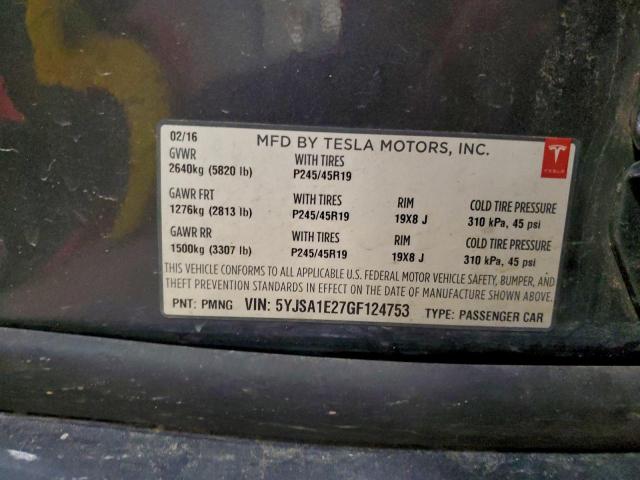 02/16 MFD BY TESLA MOTORS, INC.
GVWR WITH TIRES
2640kg (5820 lb) P245/45R19
TESLA
GAWR FRT WITH TIRES RIM COLD TIRE PRESSURE
1276kg (2813 lb) P245/45R19 19X8 J 310 kPa, 45 psi
GAWR RR WITH TIRES RIM COLD TIRE PRESSURE
1500kg (3307 lb) P245/45R19 19X8 J 310 kPa, 45 psi
THIS VEHICLE CONFORMS TO ALL APPLICABLE U.S. FEDERAL MOTOR VEHICLE SAFETY, BUMPER, AND
THEFT PREVENTION STANDARDS IN EFFECT ON THE DATE OF MANUFACTURE SHOWN ABOVE.
PNT: PMNG VIN: 5YJSA1E27GF124753 TYPE: PASSENGER CAR